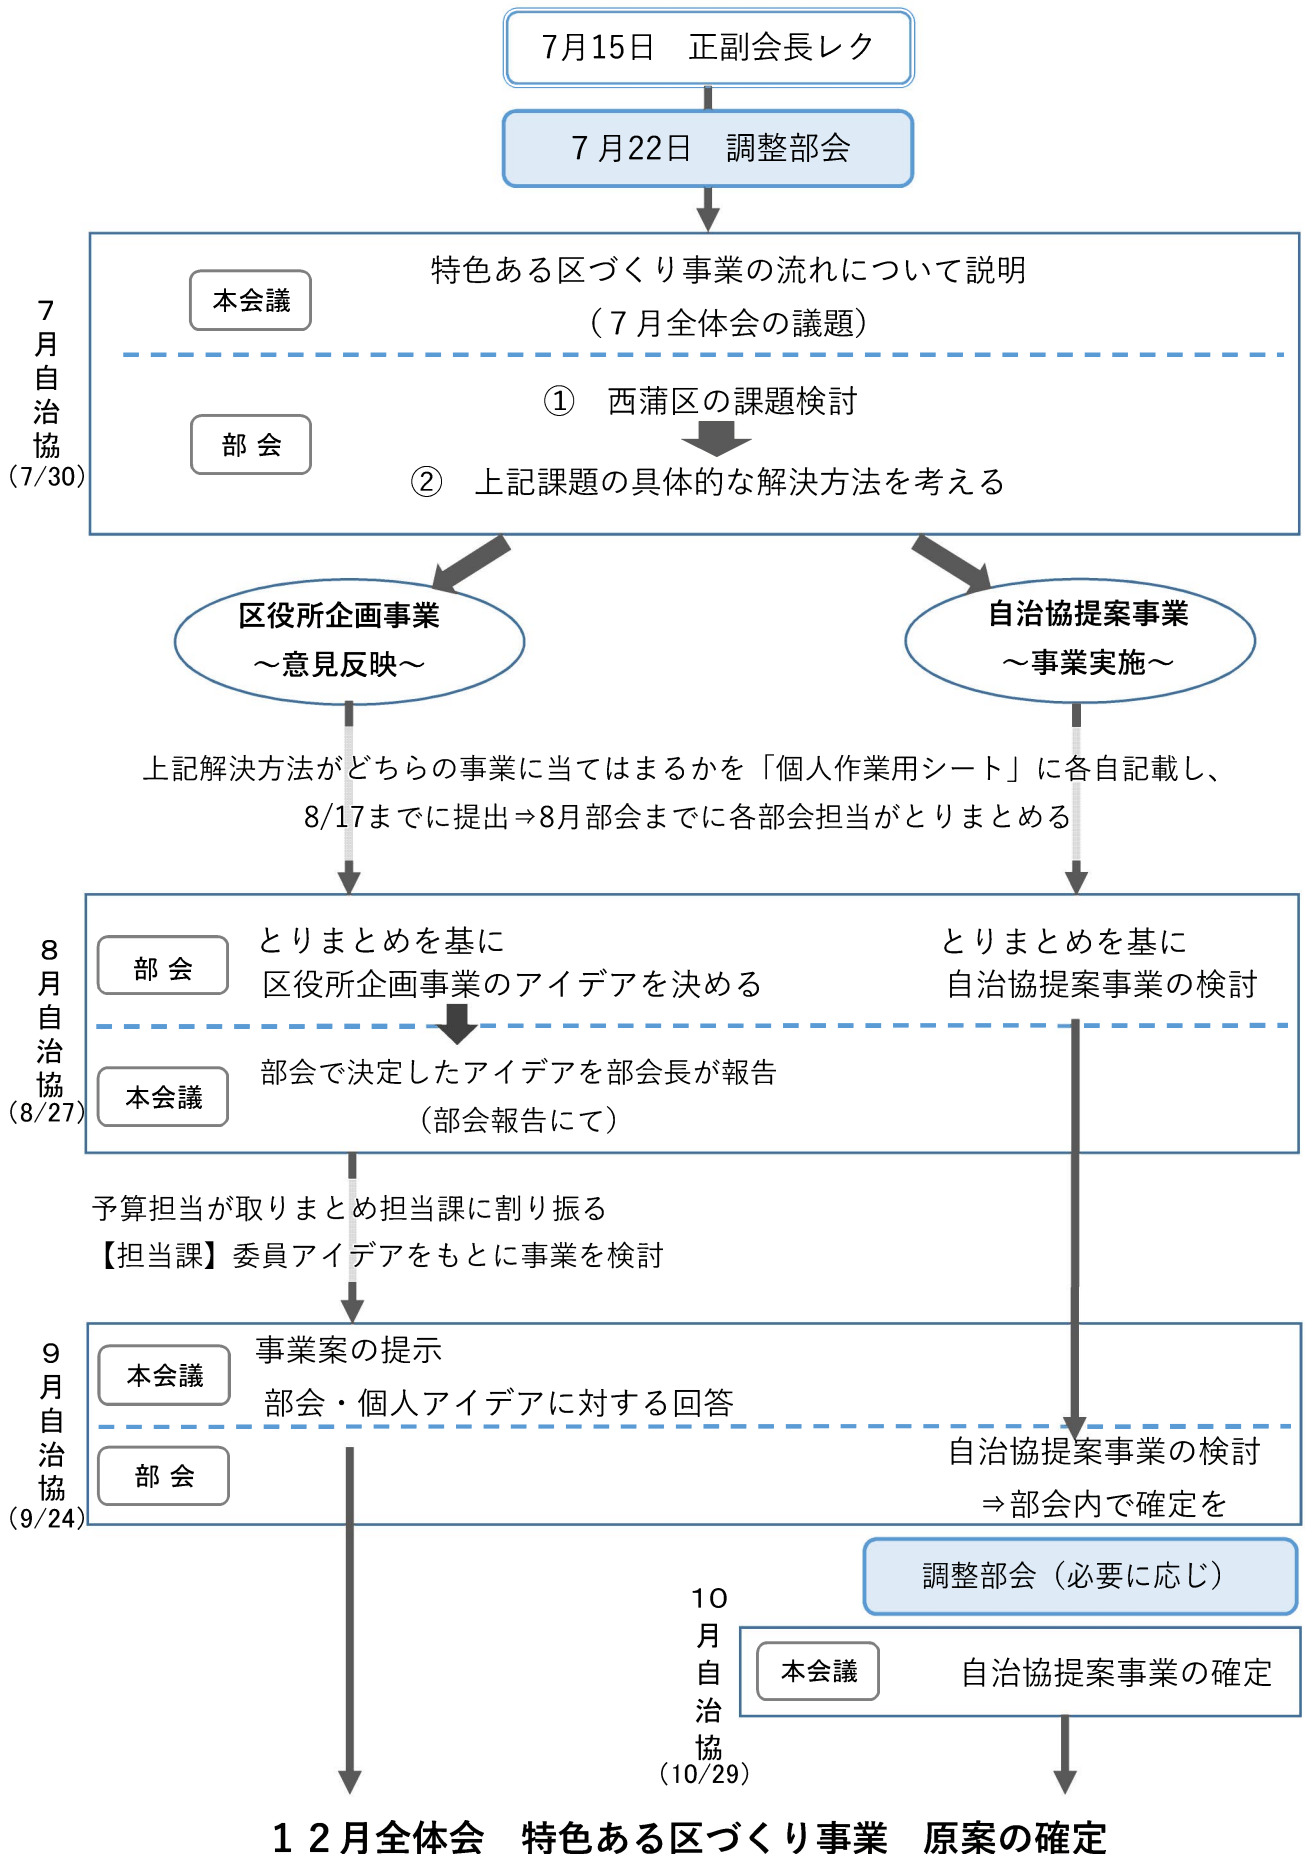 7月15日　正副会長レク
７月22日　調整部会
７月自治協
(7/30)
本会議
特色ある区づくり事業の流れについて説明
（７月全体会の議題）
部 会
①　西蒲区の課題検討
②　上記課題の具体的な解決方法を考える
区役所企画事業
～意見反映～
自治協提案事業
～事業実施～
上記解決方法がどちらの事業に当てはまるかを「個人作業用シート」に各自記載し、
8/17までに提出⇒8月部会までに各部会担当がとりまとめる
８月自治協
(8/27)
部 会
とりまとめを基に
区役所企画事業のアイデアを決める
とりまとめを基に
自治協提案事業の検討
本会議
部会で決定したアイデアを部会長が報告
（部会報告にて）
予算担当が取りまとめ担当課に割り振る
【担当課】委員アイデアをもとに事業を検討
９月自治協
(9/24)
本会議
事業案の提示
部会・個人アイデアに対する回答
部 会
自治協提案事業の検討
⇒部会内で確定を
調整部会（必要に応じ）
10月自治協
(10/29)
本会議
自治協提案事業の確定
１２月全体会　特色ある区づくり事業　原案の確定